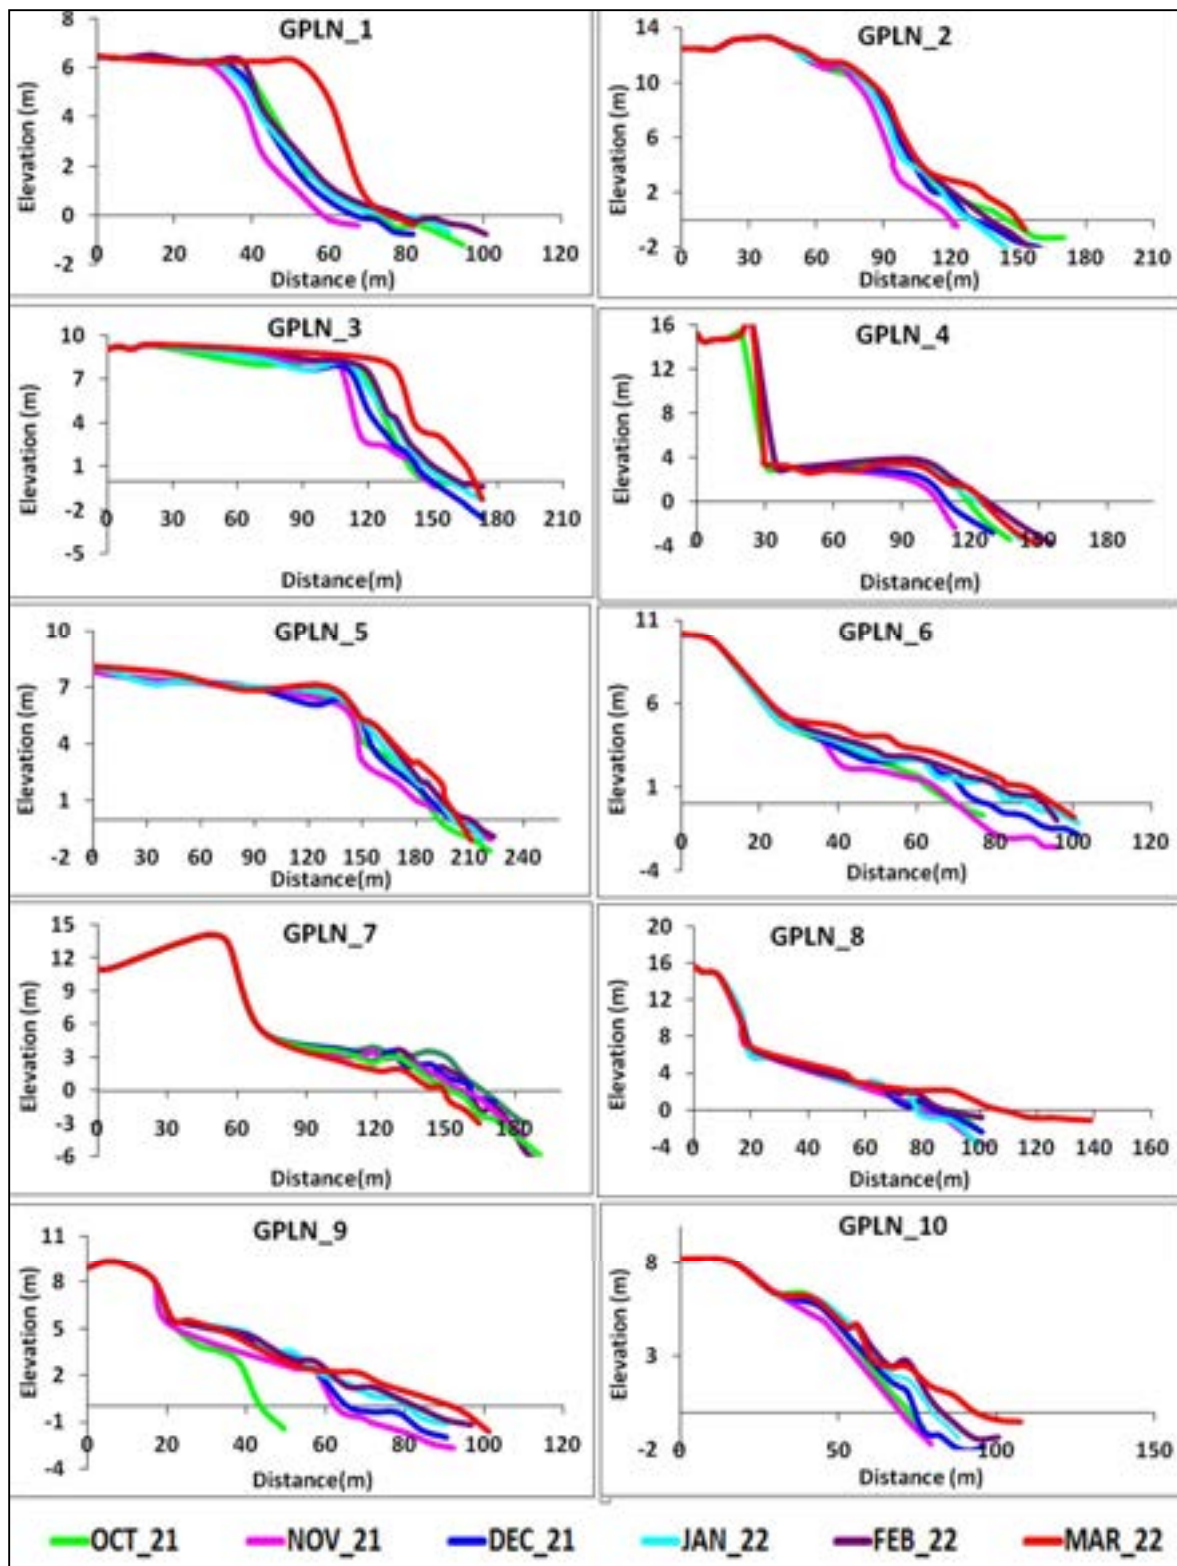 GPLN_1
Elevation (m)
8
6
4
2
0
-2
0 20 40 60 80 100 120
Distance (m)
GPLN_2
Elevation (m)
14
10
6
2
-2
0 30 60 90 120 150 180 210
Distance(m)
GPLN_3
Elevation (m)
10
7
4
1
-2
-5
0 30 60 90 120 150 180 210
Distance(m)
GPLN_4
Elevation (m)
16
12
8
4
0
-4
0 30 60 90 120 150 180
Distance(m)
GPLN_5
Elevation (m)
10
7
4
1
-2
0 30 60 90 120 150 180 210 240
Distance(m)
GPLN_6
Elevation (m)
11
6
1
-4
0 20 40 60 80 100 120
Distance(m)
GPLN_7
Elevation (m)
15
12
9
6
3
0
-3
-6
0 30 60 90 120 150 180
Distance(m)
GPLN_8
Elevation (m)
20
16
12
8
4
0
-4
0 20 40 60 80 100 120 140 160
Distance(m)
GPLN_9
Elevation (m)
11
8
5
2
-1
-4
0 20 40 60 80 100 120
Distance(m)
GPLN_10
Elevation (m)
8
3
-2
0 50 100 150
Distance (m)
OCT_21 NOV_21 DEC_21 JAN_22 FEB_22 MAR_22